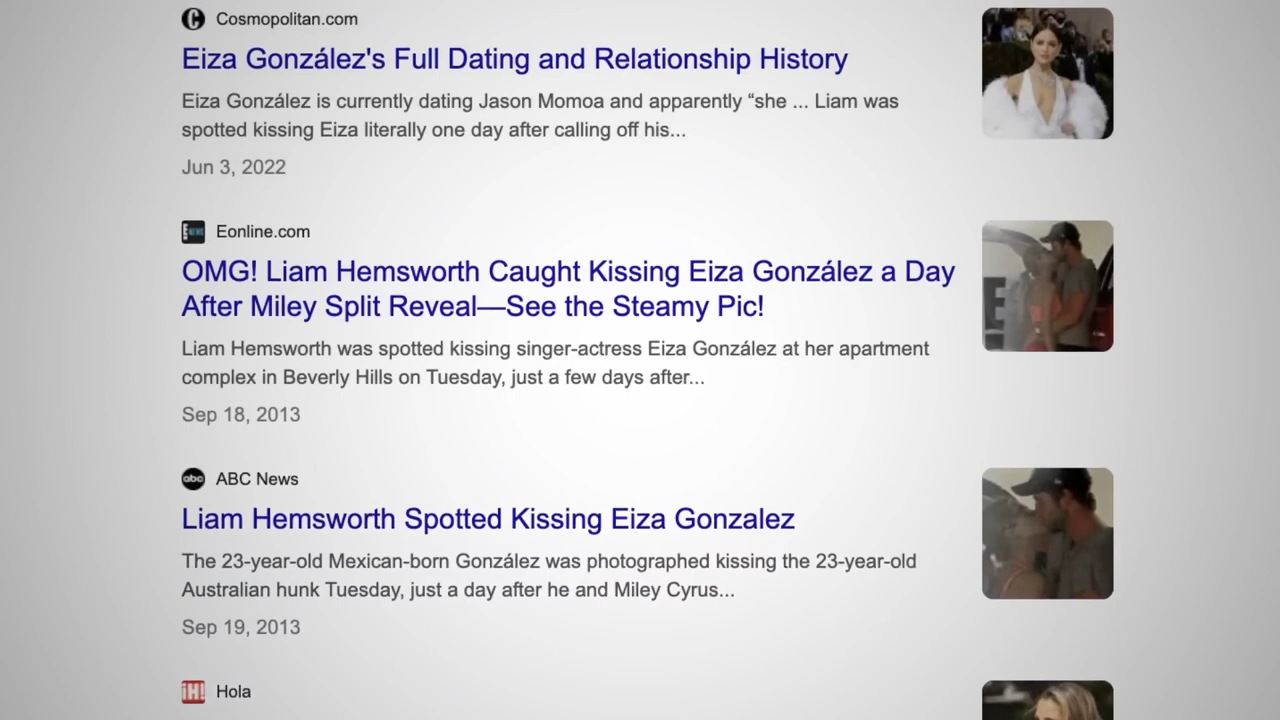 Cosmopolitan.com
Eiza González's Full Dating and Relationship History
Eiza González is currently dating Jason Momoa and apparently “she ... Liam was
spotted kissing Eiza literally one day after calling off his...
Jun 3, 2022
Eonline.com
OMG! Liam Hemsworth Caught Kissing Eiza González a Day
After Miley Split Reveal—See the Steamy Pic!
Liam Hemsworth was spotted kissing singer-actress Eiza González at her apartment
complex in Beverly Hills on Tuesday, just a few days after...
Sep 18, 2013
abc ABC News
Liam Hemsworth Spotted Kissing Eiza Gonzalez
The 23-year-old Mexican-born González was photographed kissing the 23-year-old
Australian hunk Tuesday, just a day after he and Miley Cyrus...
Sep 19, 2013
¡H! Hola